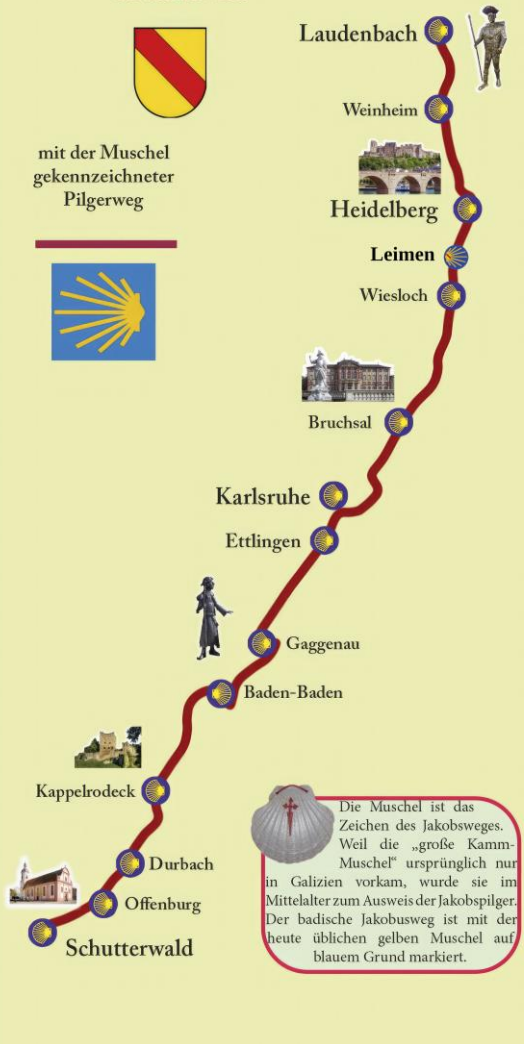 Laudenbach
Weinheim
mit der Muschel
gekennzeichneter
Pilgerweg
Heidelberg
Leimen
Wiesloch
Bruchsal
Karlsruhe
Ettlingen
Gaggenau
Baden-Baden
Kappelrodeck
Durbach
Offenburg
Schutterwald
Die Muschel ist das
Zeichen des Jakobsweges.
Weil die „große Kamm-
Muschel“ ursprünglich nur
in Galizien vorkam, wurde sie im
Mittelalter zum Ausweis der Jakobspilger.
Der badische Jakobusweg ist mit der
heute üblichen gelben Muschel auf
blauem Grund markiert.